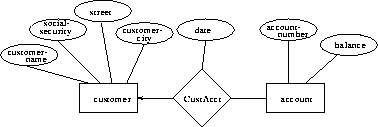 street
social-
security
customer-
name
customer-
city
date
account-
number
balance
customer
CustAcct
account